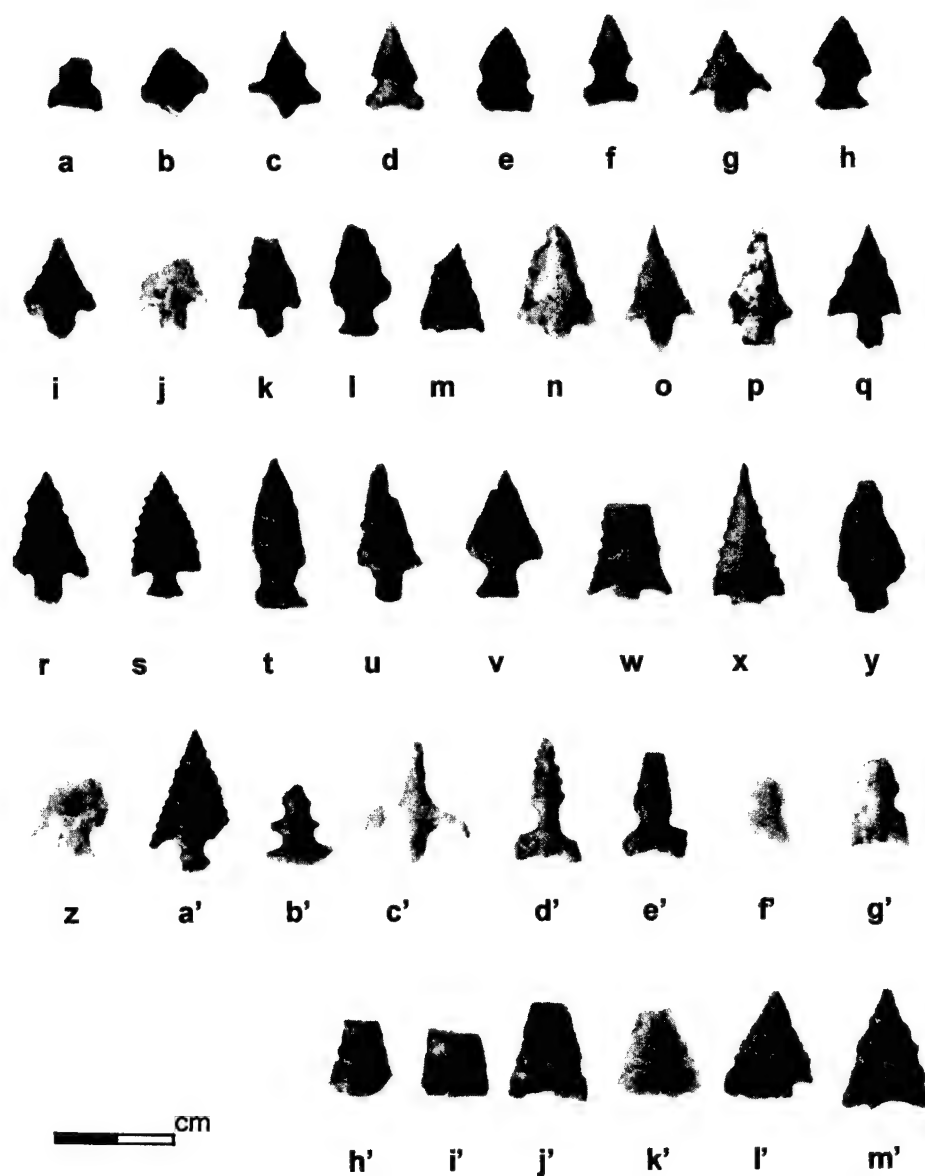 a b c d e f g h
i j k l m n o p q
r s t u v w x y
z a' b' c' d' e' f' g'
cm
h' i' j' k' l' m'